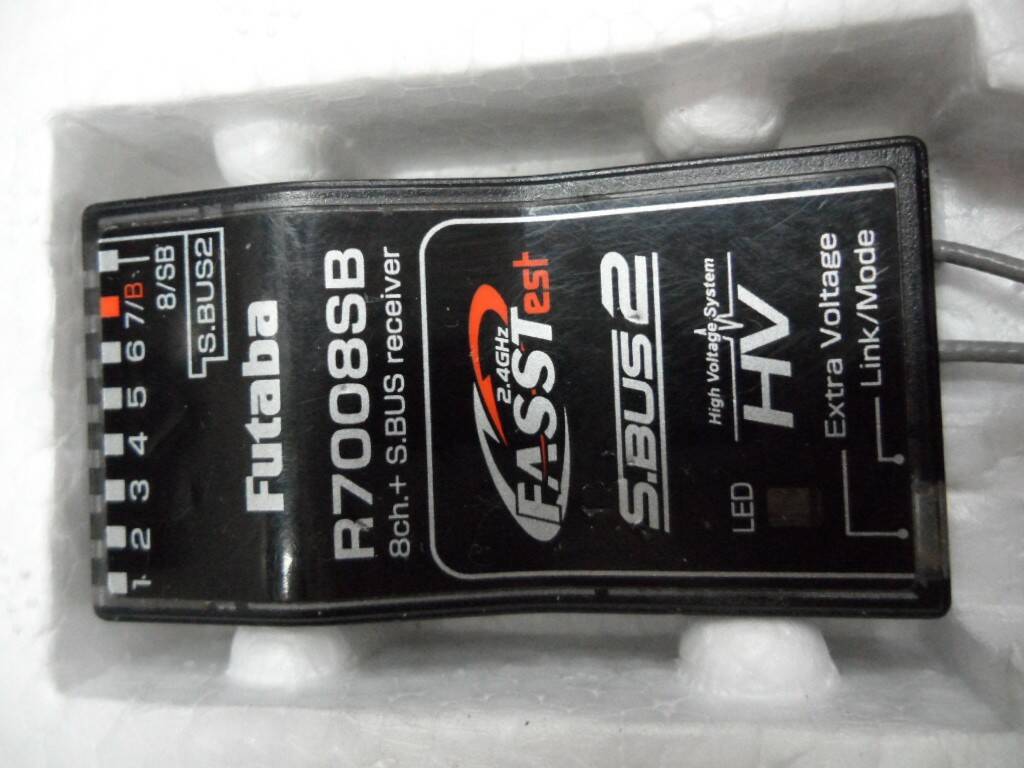 1 2 3 4 5 6 7/B
8/SB
S.BUS2
Futaba
R7008SB
8ch.+ S.BUS receiver
2.4GHz
FASSTest
S.BUS2
High Voltage System
HV
LED
Extra Voltage
Link/Mode